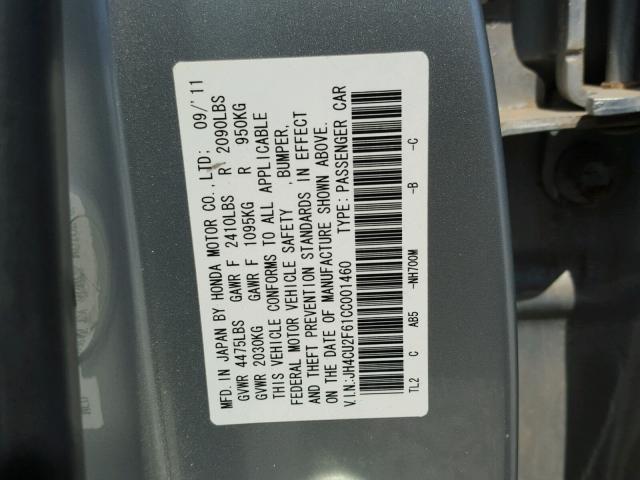 MFD. IN JAPAN BY HONDA MOTOR CO., LTD: 09/'11
GVWR 4475LBS GAWR F 2410LBS R 2090LBS
GVWR 2030KG GAWR F 1095KG R 950KG
THIS VEHICLE CONFORMS TO ALL APPLICABLE
FEDERAL MOTOR VEHICLE SAFETY , BUMPER,
AND THEFT PREVENTION STANDARDS IN EFFECT
ON THE DATE OF MANUFACTURE SHOWN ABOVE.
V.I.N:JH4CU2F61CC001460 TYPE: PASSENGER CAR
TL2 C AB5 -NH700M -B -C